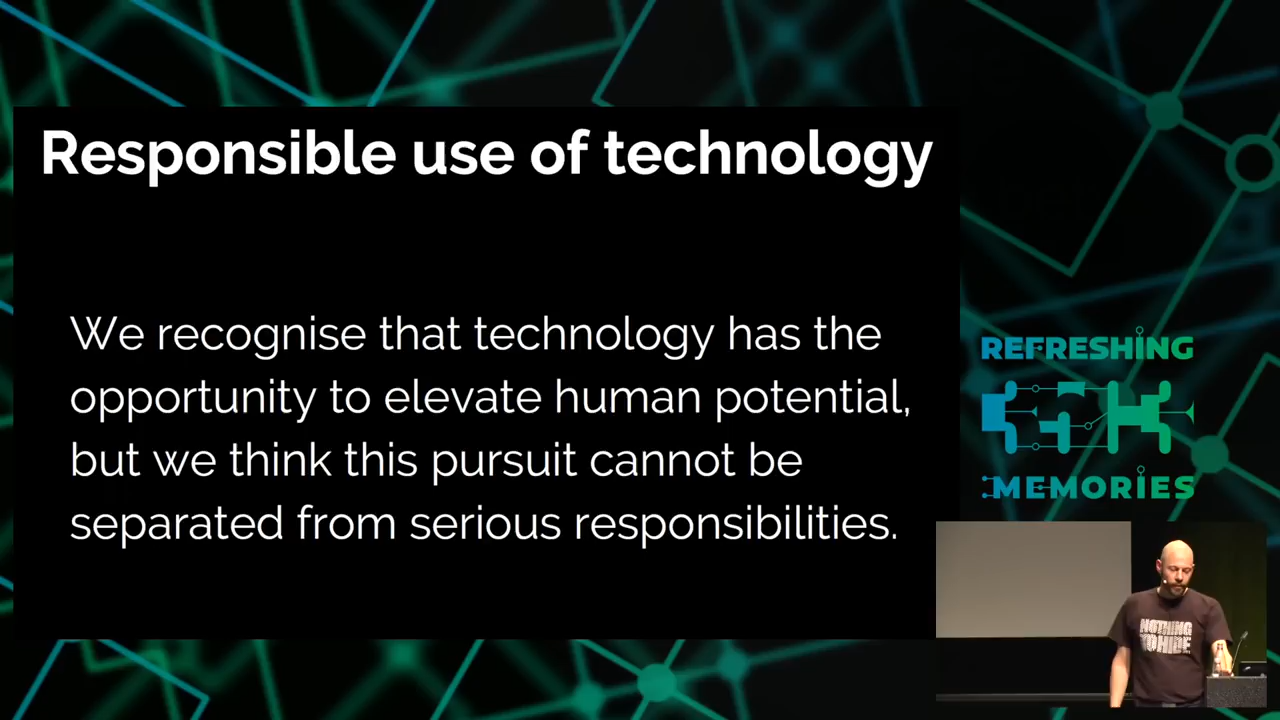 Responsible use of technology
We recognise that technology has the
opportunity to elevate human potential,
but we think this pursuit cannot be
separated from serious responsibilities.
REFRESHING
MEMORIES
NOTHING
TO HIDE